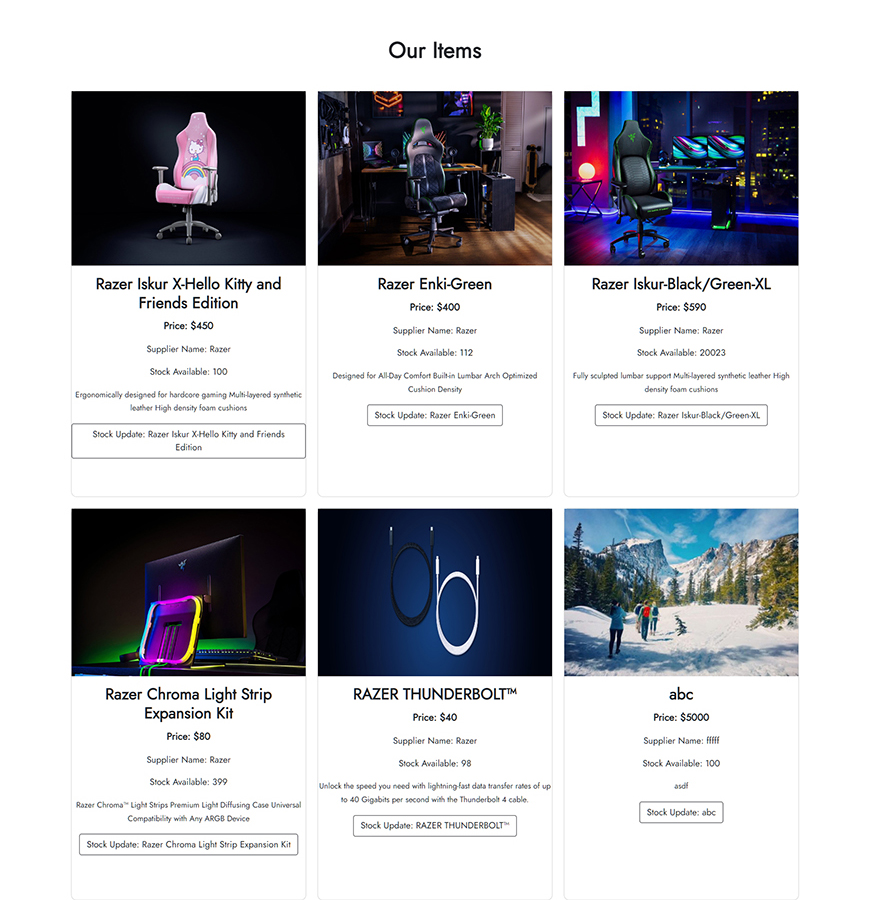 Our Items
Razer Iskur X-Hello Kitty and
Friends Edition
Price: $450
Supplier Name: Razer
Stock Available: 100
Ergonomically designed for hardcore gaming Multi-layered synthetic
leather High density foam cushions
Stock Update: Razer Iskur X-Hello Kitty and Friends
Edition
Razer Enki-Green
Price: $400
Supplier Name: Razer
Stock Available: 112
Designed for All-Day Comfort Built-in Lumbar Arch Optimized
Cushion Density
Stock Update: Razer Enki-Green
Razer Iskur-Black/Green-XL
Price: $590
Supplier Name: Razer
Stock Available: 20023
Fully sculpted lumbar support Multi-layered synthetic leather High
density foam cushions
Stock Update: Razer Iskur-Black/Green-XL
Razer Chroma Light Strip
Expansion Kit
Price: $80
Supplier Name: Razer
Stock Available: 399
Razer Chroma™ Light Strips Premium Light Diffusing Case Universal
Compatibility with Any ARGB Device
Stock Update: Razer Chroma Light Strip Expansion Kit
RAZER THUNDERBOLT™
Price: $40
Supplier Name: Razer
Stock Available: 98
Unlock the speed you need with lightning-fast data transfer rates of up
to 40 Gigabits per second with the Thunderbolt 4 cable.
Stock Update: RAZER THUNDERBOLT™
abc
Price: $5000
Supplier Name: fffff
Stock Available: 100
asdf
Stock Update: abc